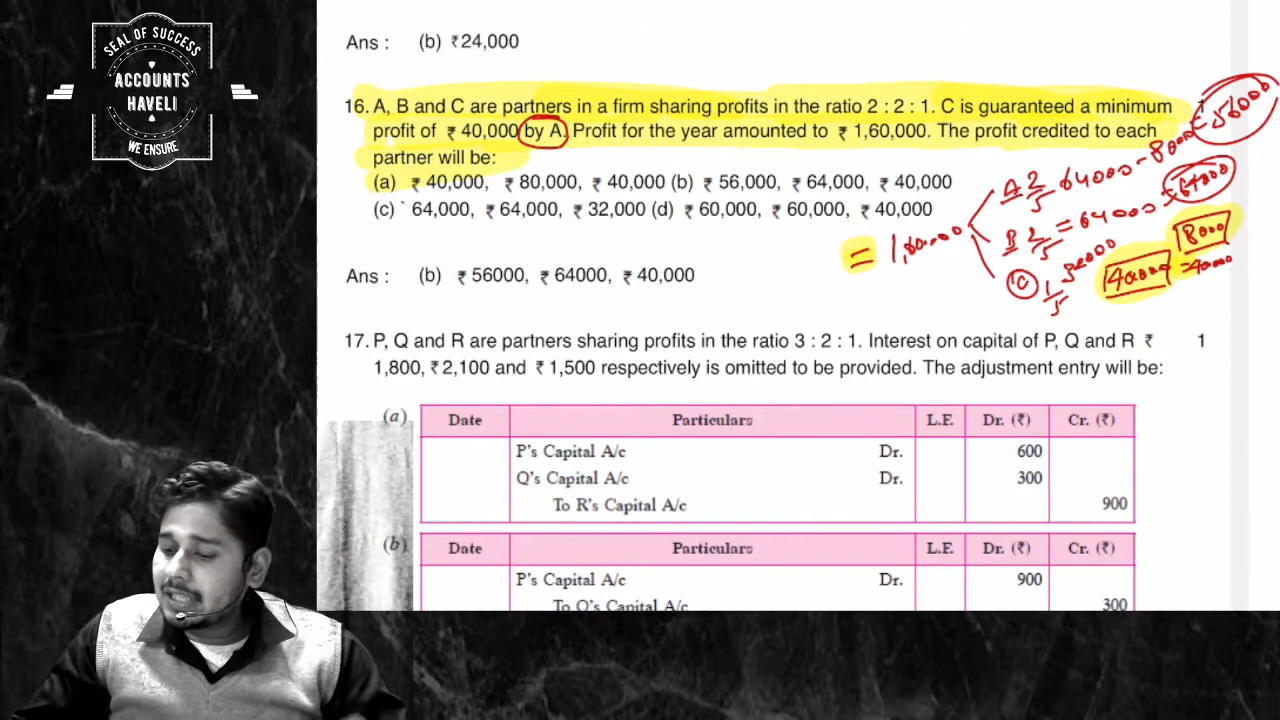 SEAL OF SUCCESS
ACCOUNTS
HAVELI
WE ENSURE
Ans : (b) ₹24,000
16. A, B and C are partners in a firm sharing profits in the ratio 2 : 2 : 1. C is guaranteed a minimum 1
profit of ₹ 40,000 by A. Profit for the year amounted to ₹ 1,60,000. The profit credited to each
partner will be:
(a) ₹ 40,000, ₹ 80,000, ₹ 40,000 (b) ₹ 56,000, ₹ 64,000, ₹ 40,000
(c) ` 64,000, ₹ 64,000, ₹ 32,000 (d) ₹ 60,000, ₹ 60,000, ₹ 40,000
= 1,60,000
A 2/5 64000 - 8000 = 56000
B 2/5 = 64000 = 64000
C 1/5 32000 40000 8000
= 40000
Ans : (b) ₹ 56000, ₹ 64000, ₹ 40,000
17. P, Q and R are partners sharing profits in the ratio 3 : 2 : 1. Interest on capital of P, Q and R ₹ 1
1,800, ₹ 2,100 and ₹ 1,500 respectively is omitted to be provided. The adjustment entry will be:
(a) Date Particulars L.F. Dr. (₹) Cr. (₹)
P's Capital A/c Dr. 600
Q's Capital A/c Dr. 300
To R's Capital A/c 900
(b) Date Particulars L.F. Dr. (₹) Cr. (₹)
P's Capital A/c Dr. 900
To Q's Capital A/c 300